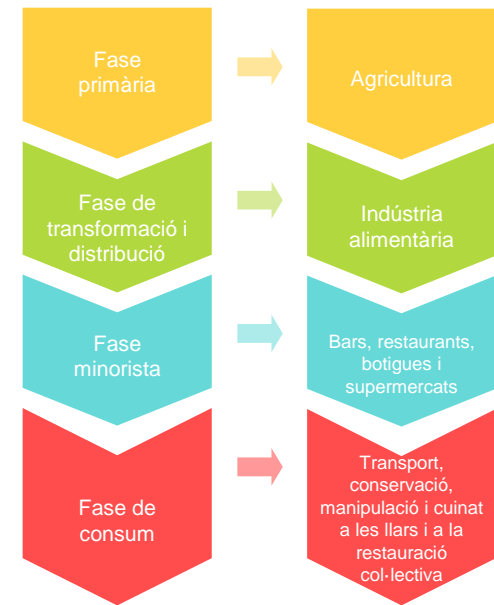 Fase
primària
Agricultura
Fase de
transformació i
distribució
Indústria
alimentària
Fase
minorista
Bars, restaurants,
botigues i
supermercats
Fase de
consum
Transport,
conservació,
manipulació i cuinat
a les llars i a la
restauració
col·lectiva